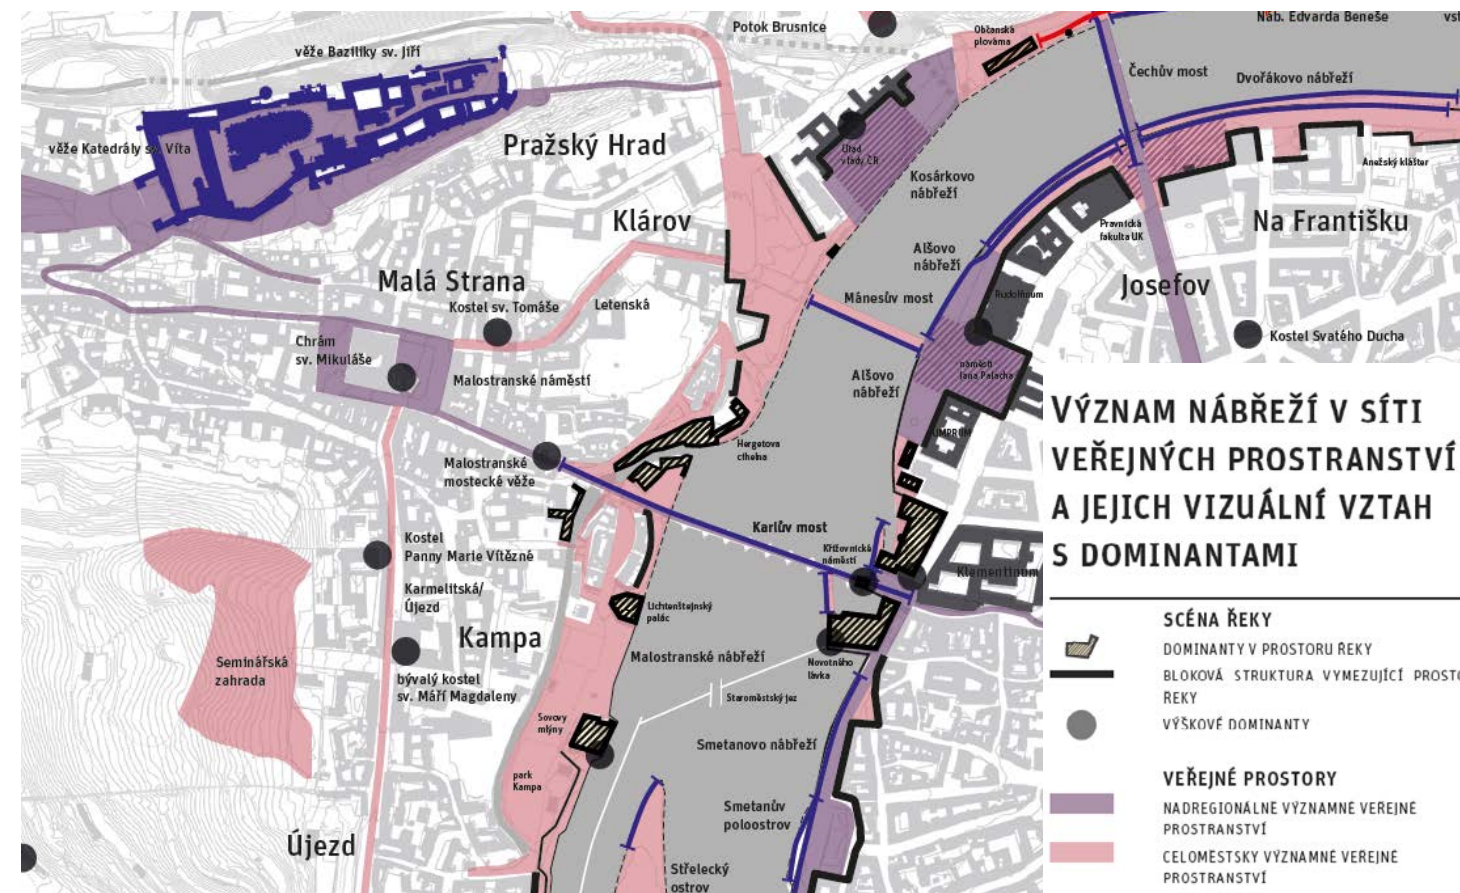 Potok Brusnice
Občanská
plovárna
Náb. Edvarda Beneše
věže Baziliky sv. Jiří
Čechův most
Dvořákovo nábřeží
věže Katedrály sv. Víta
Pražský Hrad
Úřad
vlády ČR
Anežský klášter
Kosárkovo
nábřeží
Klárov
Pravnická
fakulta UK
Na Františku
Alšovo
nábřeží
Malá Strana
Josefov
Kostel sv. Tomáše
Letenská
Mánesův most
Rudolfinum
Chrám
sv. Mikuláše
Kostel Svatého Ducha
Malostranské náměstí
Alšovo
nábřeží
náměstí
Jana Palacha
UMPRUM
Hergetova
cihelna
Malostranské
mostecké věže
Karlův most
Kostel
Panny Marie Vítězné
Křižovnické
náměstí
Klementinum
Karmelitská/
Újezd
Lichtenštejnský
palác
Kampa
Malostranské nábřeží
Novotného
lávka
Seminářská
zahrada
bývalý kostel
sv. Máří Magdaleny
Staroměstský jez
Sovovy
mlýny
Smetanovo nábřeží
park
Kampa
Smetanův
poloostrov
Újezd
Střelecký
ostrov
VÝZNAM NÁBŘEŽÍ V SÍTI
VEŘEJNÝCH PROSTRANSTVÍ
A JEJICH VIZUÁLNÍ VZTAH
S DOMINANTAMI
SCÉNA ŘEKY
DOMINANTY V PROSTORU ŘEKY
BLOKOVÁ STRUKTURA VYMEZUJÍCÍ PROSTO
ŘEKY
VÝŠKOVÉ DOMINANTY
VEŘEJNÉ PROSTORY
NADREGIONÁLNĚ VÝZNAMNÉ VEŘEJNÉ
PROSTRANSTVÍ
CELOMĚSTSKY VÝZNAMNÉ VEŘEJNÉ
PROSTRANSTVÍ